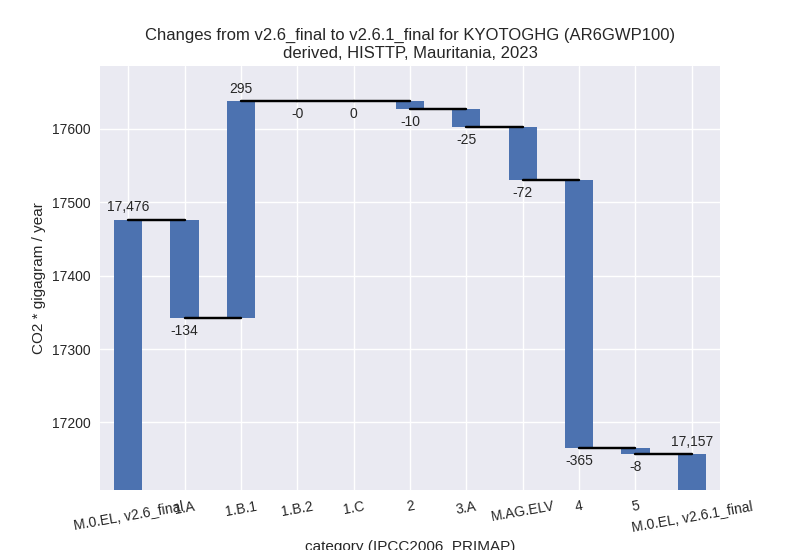 Changes from v2.6_final to v2.6.1_final for KYOTOGHG (AR6GWP100)
derived, HISTTP, Mauritania, 2023
CO2 * gigagram / year
17600
17500
17400
17300
17200
17,476
-134
295
-0
0
-10
-25
-72
-365
-8
17,157
M.0.EL, v2.6_final
1.A
1.B.1
1.B.2
1.C
2
3.A
M.AG.ELV
4
5
M.0.EL, v2.6.1_final
category (IPCC2006_PRIMAP)